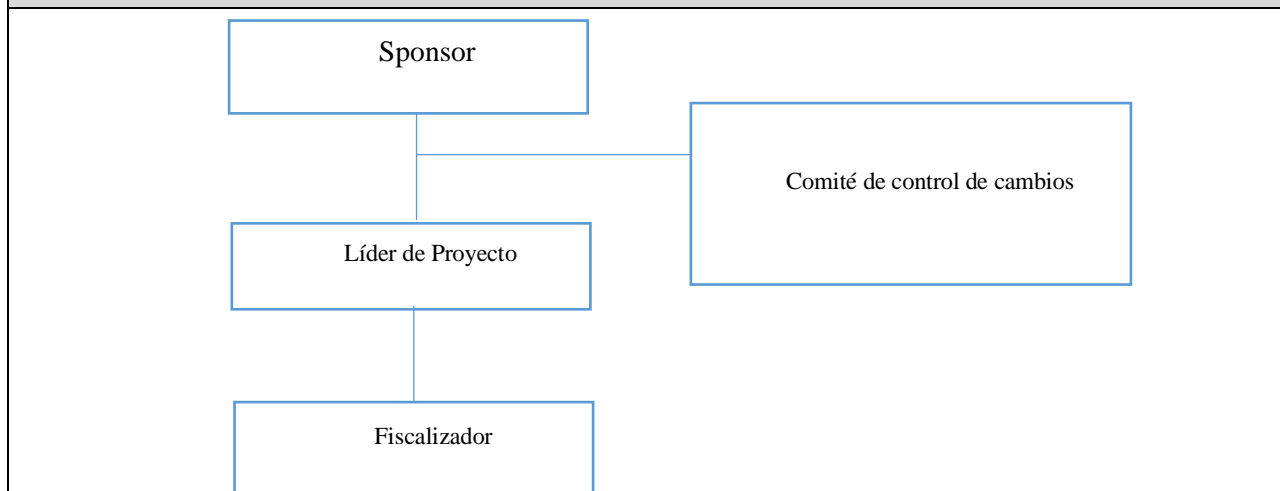 Sponsor
Comité de control de cambios
Líder de Proyecto
Fiscalizador